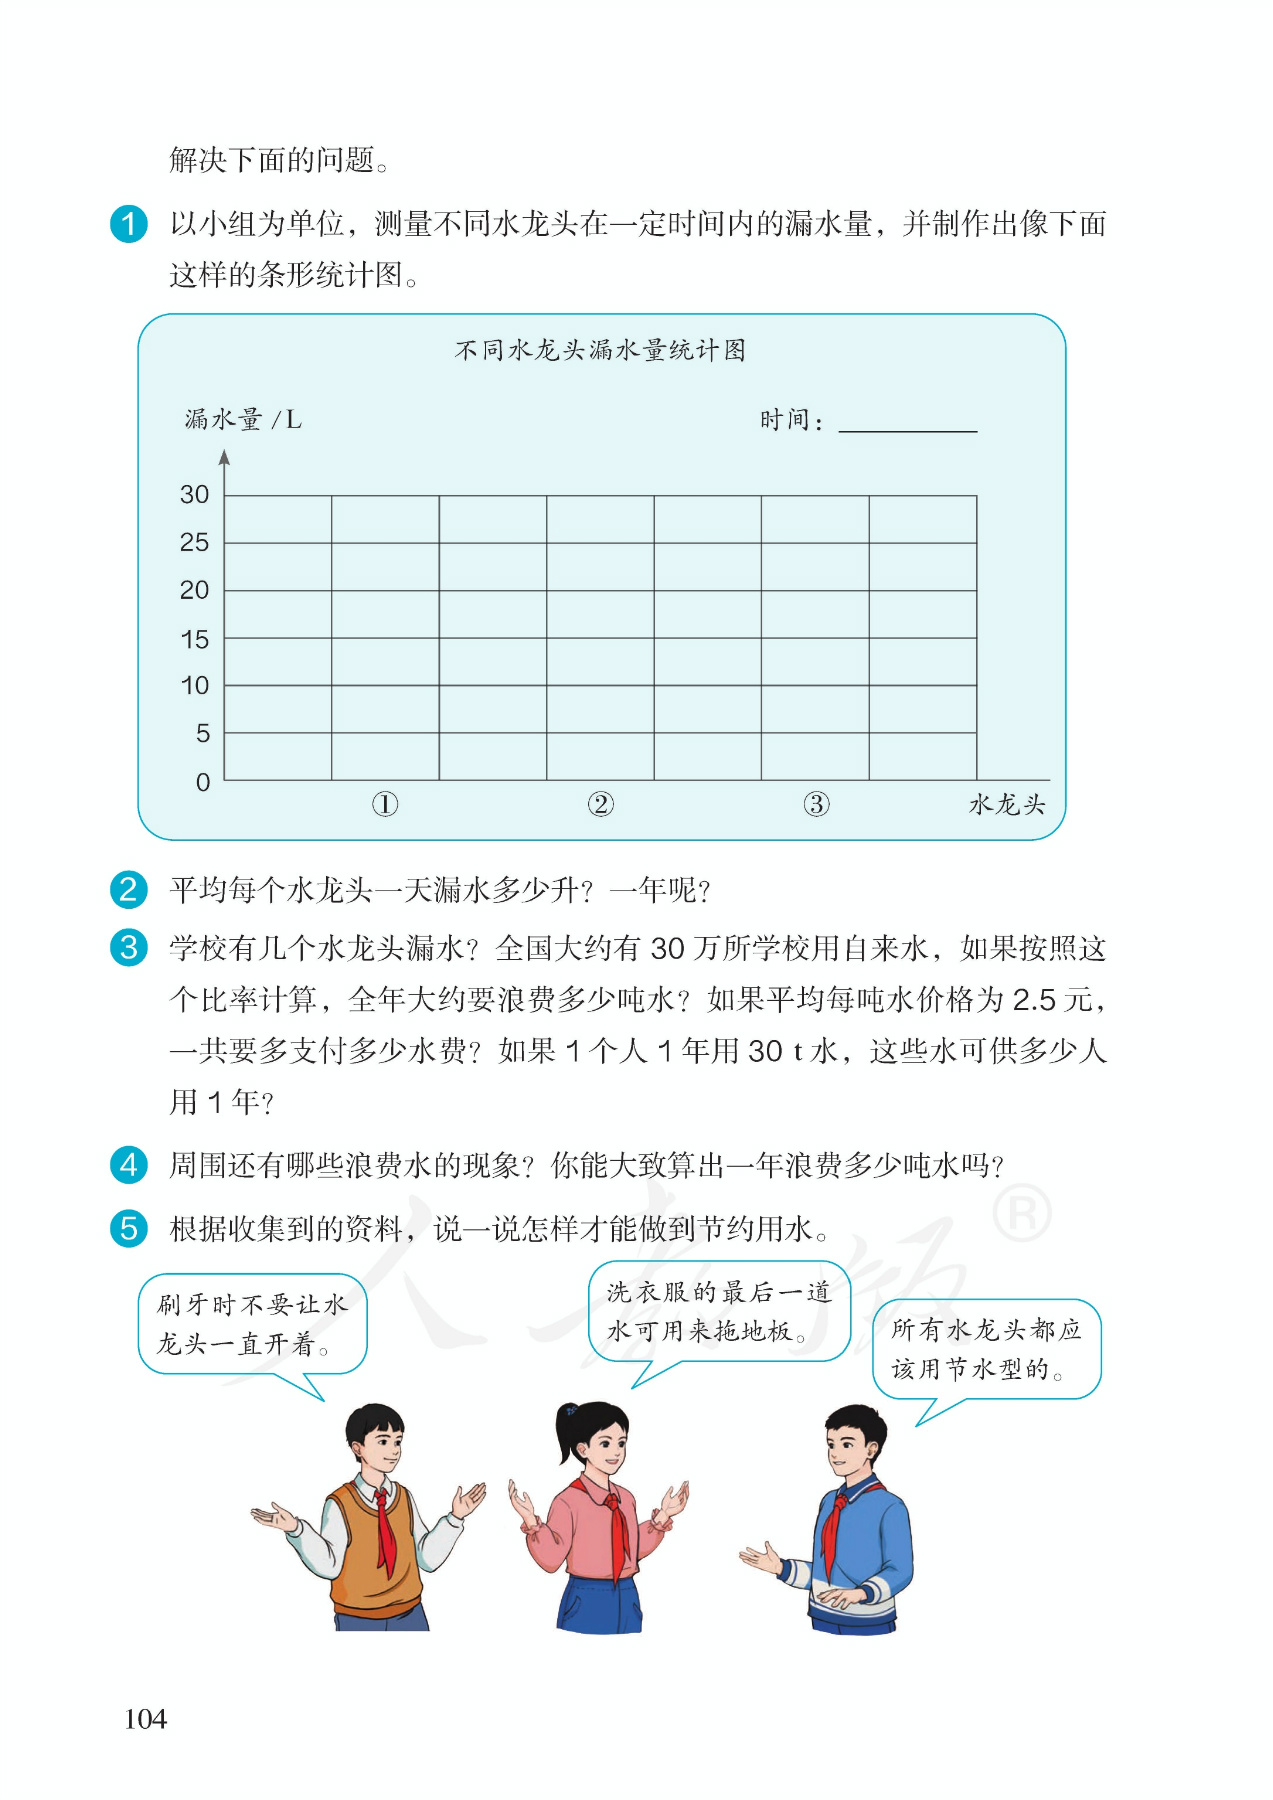 解决下面的问题。
1 以小组为单位，测量不同水龙头在一定时间内的漏水量，并制作出像下面
这样的条形统计图。
不同水龙头漏水量统计图
漏水量/L 时间：
30
25
20
15
10
5
0
① ② ③ 水龙头
2 平均每个水龙头一天漏水多少升？一年呢？
3 学校有几个水龙头漏水？全国大约有 30 万所学校用自来水，如果按照这
个比率计算，全年大约要浪费多少吨水？如果平均每吨水价格为 2.5 元，
一共要多支付多少水费？如果 1 个人 1 年用 30 t 水，这些水可供多少人
用 1 年？
4 周围还有哪些浪费水的现象？你能大致算出一年浪费多少吨水吗？
5 根据收集到的资料，说一说怎样才能做到节约用水。
刷牙时不要让水
龙头一直开着。
洗衣服的最后一道
水可用来拖地板。
所有水龙头都应
该用节水型的。
人教版®
104